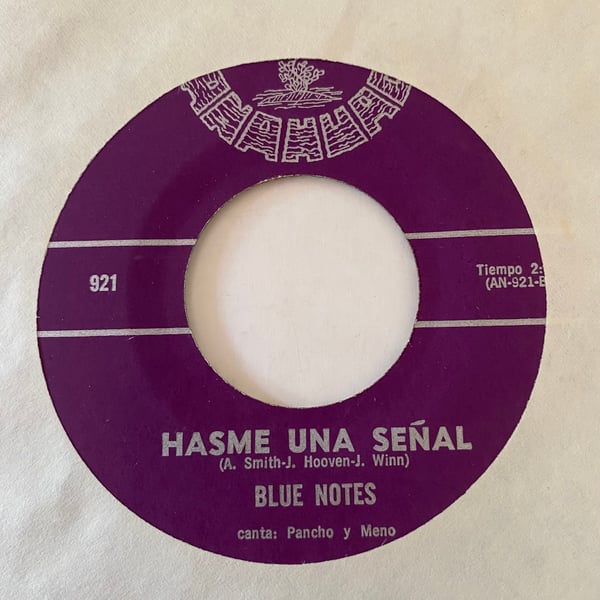 921
Tiempo 2:
(AN-921-
HASME UNA SEÑAL
(A. Smith-J. Hooven-J. Winn)
BLUE NOTES
canta: Pancho y Meno